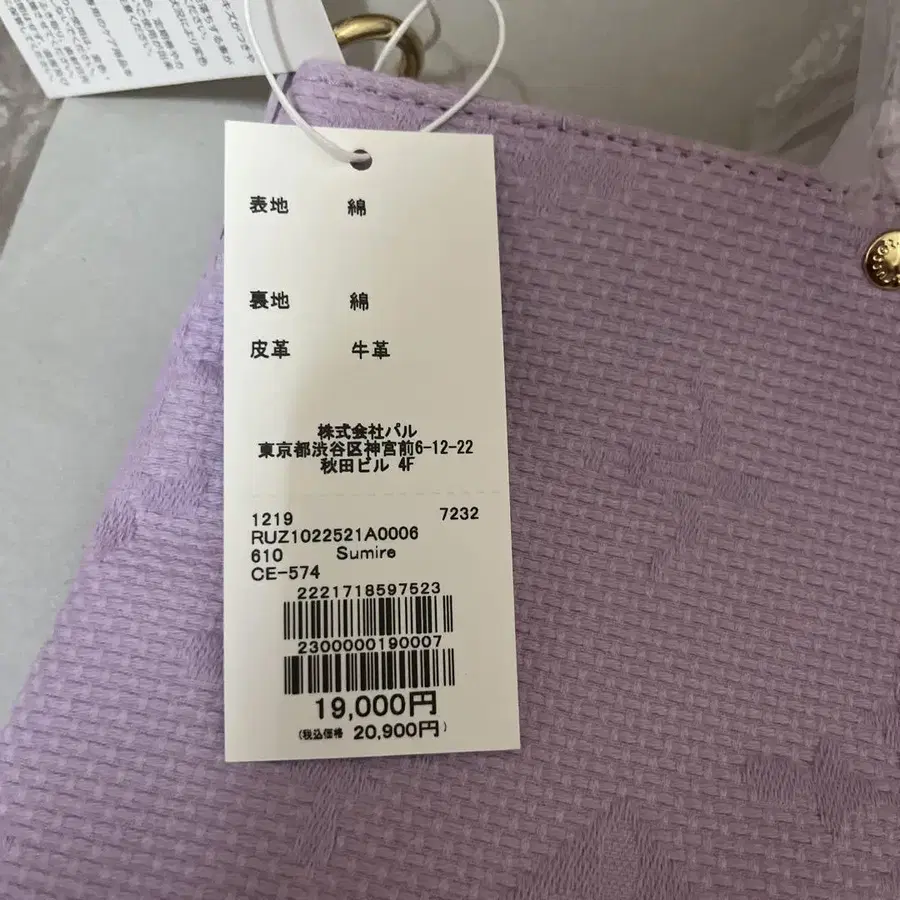 表地 綿
裏地 綿
皮革 牛革
株式会社パル
東京都渋谷区神宮前6-12-22
秋田ビル 4F
1219 7232
RUZ1022521A0006
610 Sumire
CE-574
2221718597523
2300000190007
19,000円
(税込価格 20,900円)